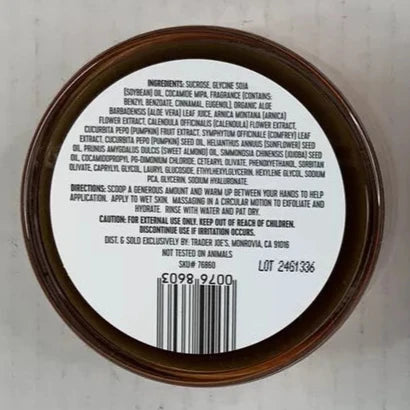 INGREDIENTS: SUCROSE, GLYCINE SOJA
(SOYBEAN) OIL, COCAMIDE MIPA, FRAGRANCE (CONTAINS:
BENZYL BENZOATE, CINNAMAL, EUGENOL) ORGANIC ALOE
BARBADENSIS (ALOE VERA) LEAF JUICE, ARNICA MONTANA (ARNICA)
FLOWER EXTRACT, CALENDULA OFFICINALIS (CALENDULA) FLOWER EXTRACT,
CUCURBITA PEPO (PUMPKIN) FRUIT EXTRACT, SYMPHYTUM OFFICINALE (COMFREY) LEAF
EXTRACT, CUCURBITA PEPO (PUMPKIN) SEED OIL, HELIANTHUS ANNUUS (SUNFLOWER) SEED
OIL, PRUNUS AMYGDALUS DULCIS (SWEET ALMOND) OIL, SIMMONDSIA CHINENSIS (JOJOBA) SEED
OIL, COCAMIDOPROPYL PG-DIMONIUM CHLORIDE, CETEARYL OLIVATE, PHENOXYETHANOL, SORBITAN
OLIVATE, CAPRYLYL GLYCOL, LAURYL GLUCOSIDE, ETHYLHEXYLGLYCERIN, HEXYLENE GLYCOL, SODIUM
PCA, GLYCERIN, SODIUM HYALURONATE.
DIRECTIONS: SCOOP A GENEROUS AMOUNT AND WARM UP BETWEEN YOUR HANDS TO HELP
APPLICATION. APPLY TO WET SKIN. MASSAGING IN A CIRCULAR MOTION TO EXFOLIATE AND
HYDRATE. RINSE WITH WATER AND PAT DRY.
CAUTION: FOR EXTERNAL USE ONLY. KEEP OUT OF REACH OF CHILDREN.
DISCONTINUE USE IF IRRITATION OCCURS.
DIST. & SOLD EXCLUSIVELY BY: TRADER JOE'S, MONROVIA, CA 91016
NOT TESTED ON ANIMALS
SKU# 76860
LOT 24G1336
0076 8603